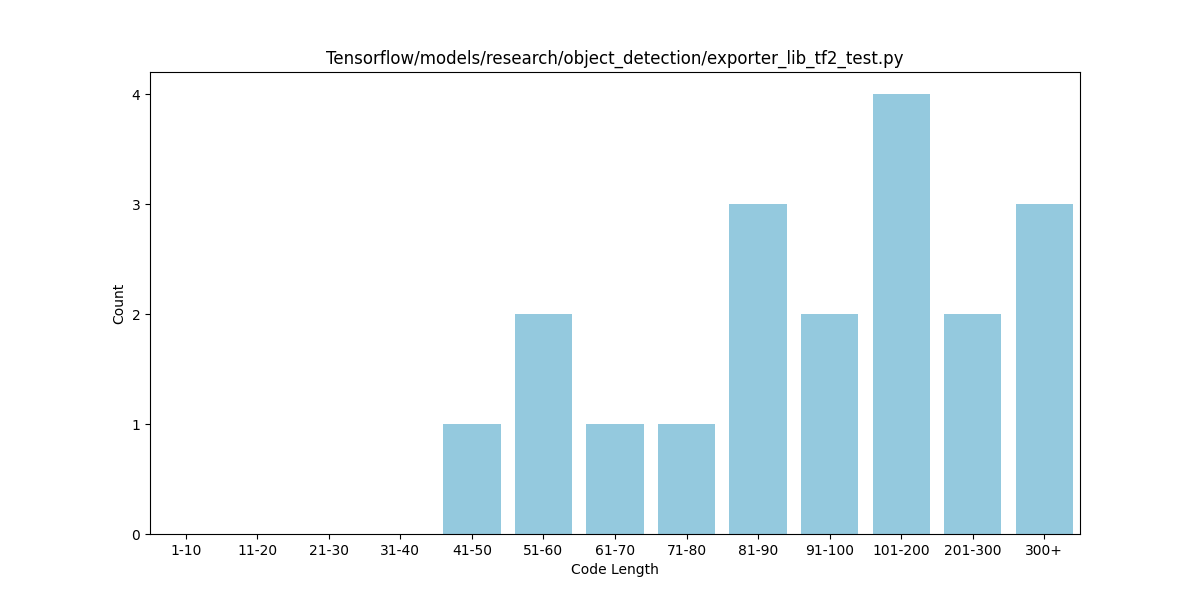 Tensorflow/models/research/object_detection/exporter_lib_tf2_test.py
4
3
2
1
0
Count
1-10 11-20 21-30 31-40 41-50 51-60 61-70 71-80 81-90 91-100 101-200 201-300 300+
Code Length